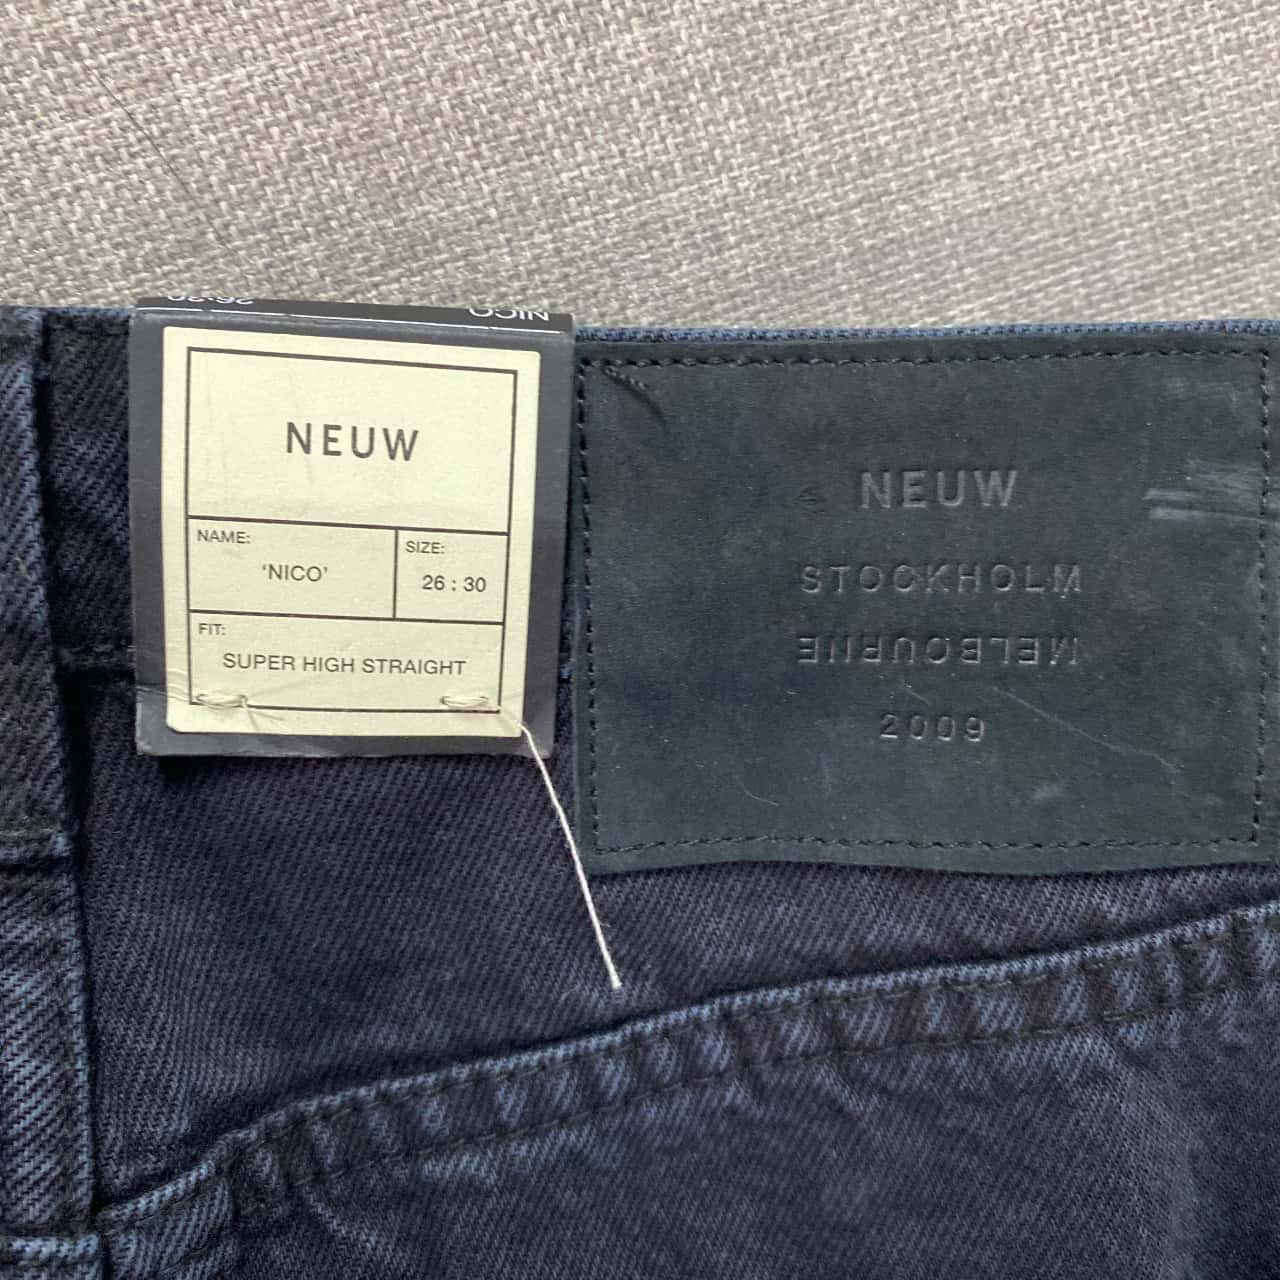 26:30 NICO
NEUW
NAME:
'NICO'
SIZE:
26 : 30
FIT:
SUPER HIGH STRAIGHT
NEUW
STOCKHOLM
MELBOURNE
2009